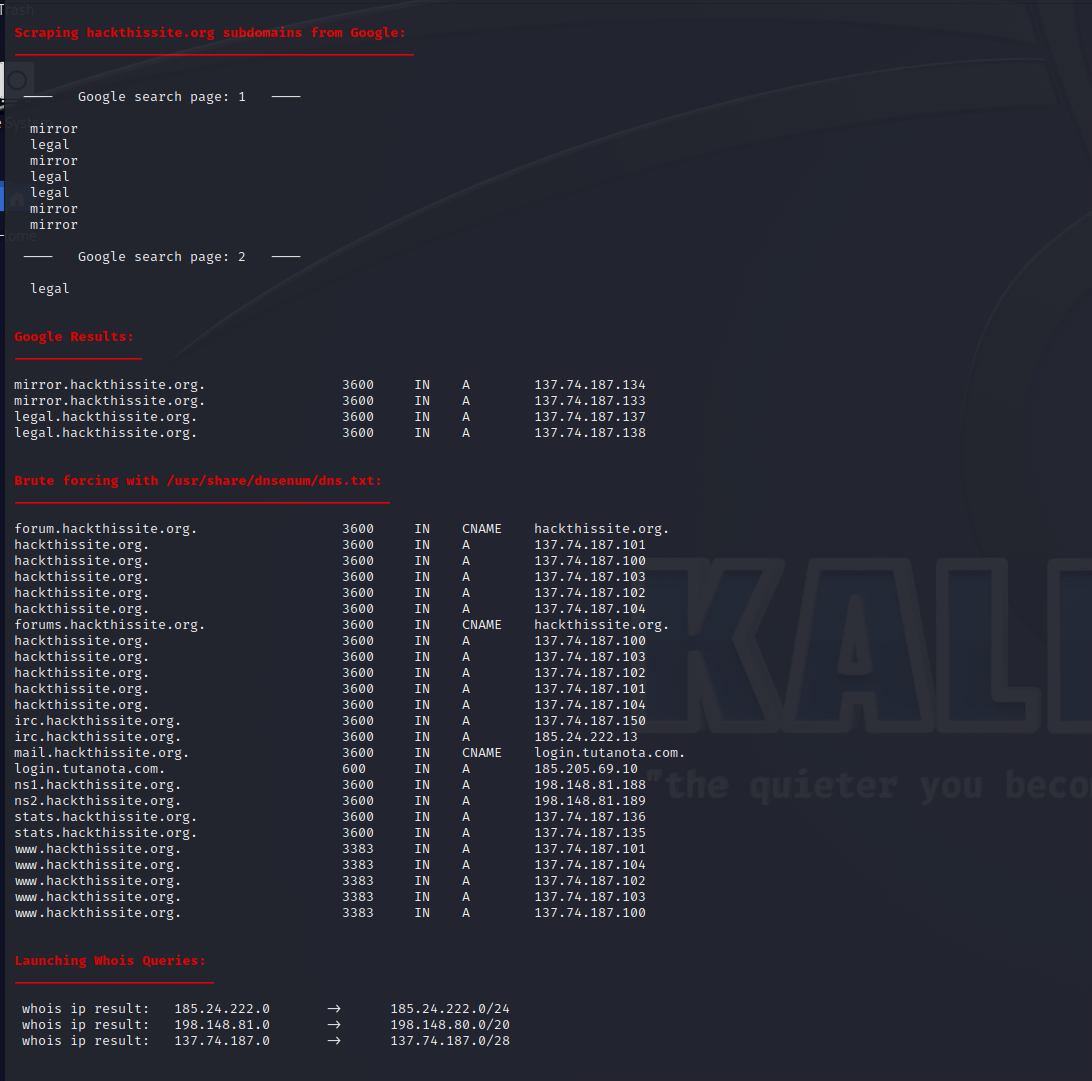 Trash
Scraping hackthissite.org subdomains from Google:
Google search page: 1
System
mirror
legal
mirror
legal
legal
mirror
mirror
Home
Google search page: 2
legal
Google Results:
mirror.hackthissite.org. 3600 IN A 137.74.187.134
mirror.hackthissite.org. 3600 IN A 137.74.187.133
legal.hackthissite.org. 3600 IN A 137.74.187.137
legal.hackthissite.org. 3600 IN A 137.74.187.138
Brute forcing with /usr/share/dnsenum/dns.txt:
forum.hackthissite.org. 3600 IN CNAME hackthissite.org.
hackthissite.org. 3600 IN A 137.74.187.101
hackthissite.org. 3600 IN A 137.74.187.100
hackthissite.org. 3600 IN A 137.74.187.103
hackthissite.org. 3600 IN A 137.74.187.102
hackthissite.org. 3600 IN A 137.74.187.104
forums.hackthissite.org. 3600 IN CNAME hackthissite.org.
hackthissite.org. 3600 IN A 137.74.187.100
hackthissite.org. 3600 IN A 137.74.187.103
hackthissite.org. 3600 IN A 137.74.187.102
hackthissite.org. 3600 IN A 137.74.187.101
hackthissite.org. 3600 IN A 137.74.187.104
irc.hackthissite.org. 3600 IN A 137.74.187.150
irc.hackthissite.org. 3600 IN A 185.24.222.13
mail.hackthissite.org. 3600 IN CNAME login.tutanota.com.
login.tutanota.com. 600 IN A 185.205.69.10
ns1.hackthissite.org. 3600 IN A 198.148.81.188
ns2.hackthissite.org. 3600 IN A 198.148.81.189
stats.hackthissite.org. 3600 IN A 137.74.187.136
stats.hackthissite.org. 3600 IN A 137.74.187.135
www.hackthissite.org. 3383 IN A 137.74.187.101
www.hackthissite.org. 3383 IN A 137.74.187.104
www.hackthissite.org. 3383 IN A 137.74.187.102
www.hackthissite.org. 3383 IN A 137.74.187.103
www.hackthissite.org. 3383 IN A 137.74.187.100
KALI
"the quieter you beco
Launching Whois Queries:
whois ip result: 185.24.222.0 → 185.24.222.0/24
whois ip result: 198.148.81.0 → 198.148.80.0/20
whois ip result: 137.74.187.0 → 137.74.187.0/28